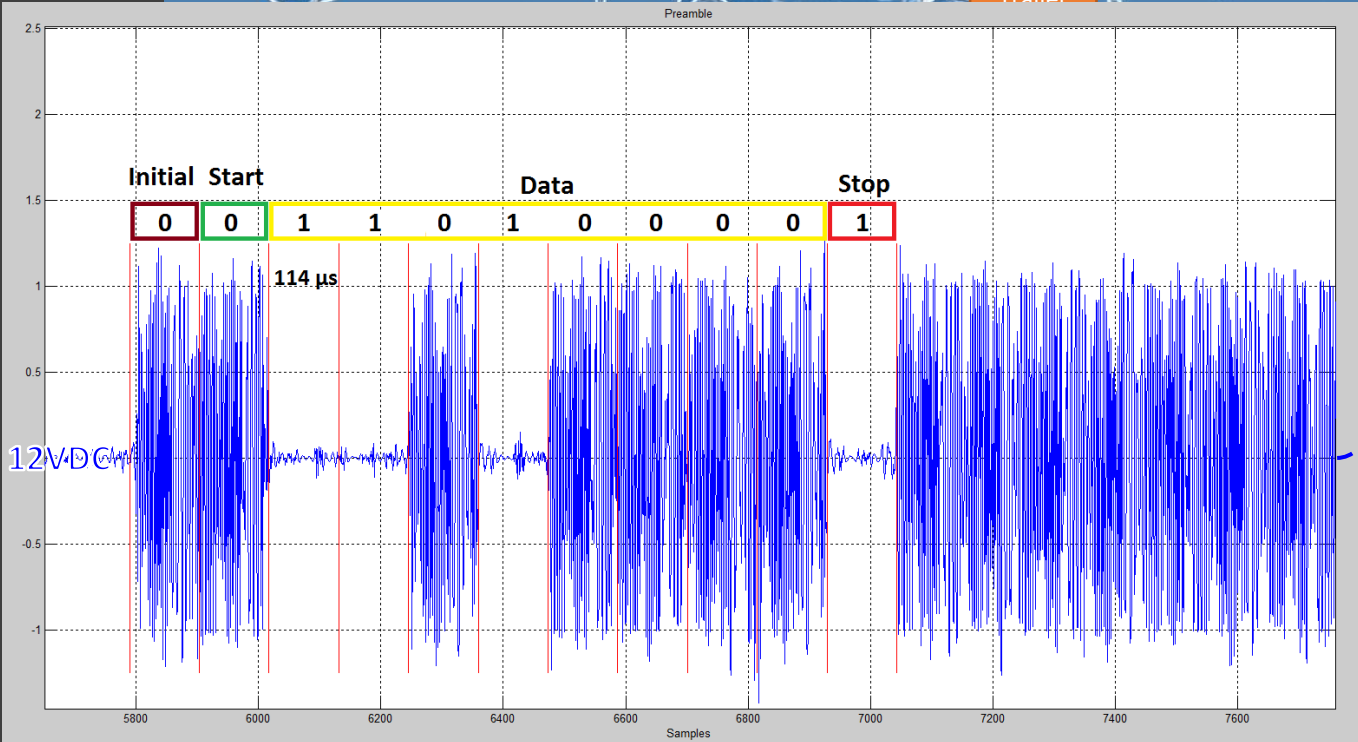 Preamble
2.5
2
1.5
1
0.5
-0.5
-1
Initial Start Data Stop
0 0 1 1 0 1 0 0 0 0 1
114 µs
12VDC
5800 6000 6200 6400 6600 6800 7000 7200 7400 7600
Samples